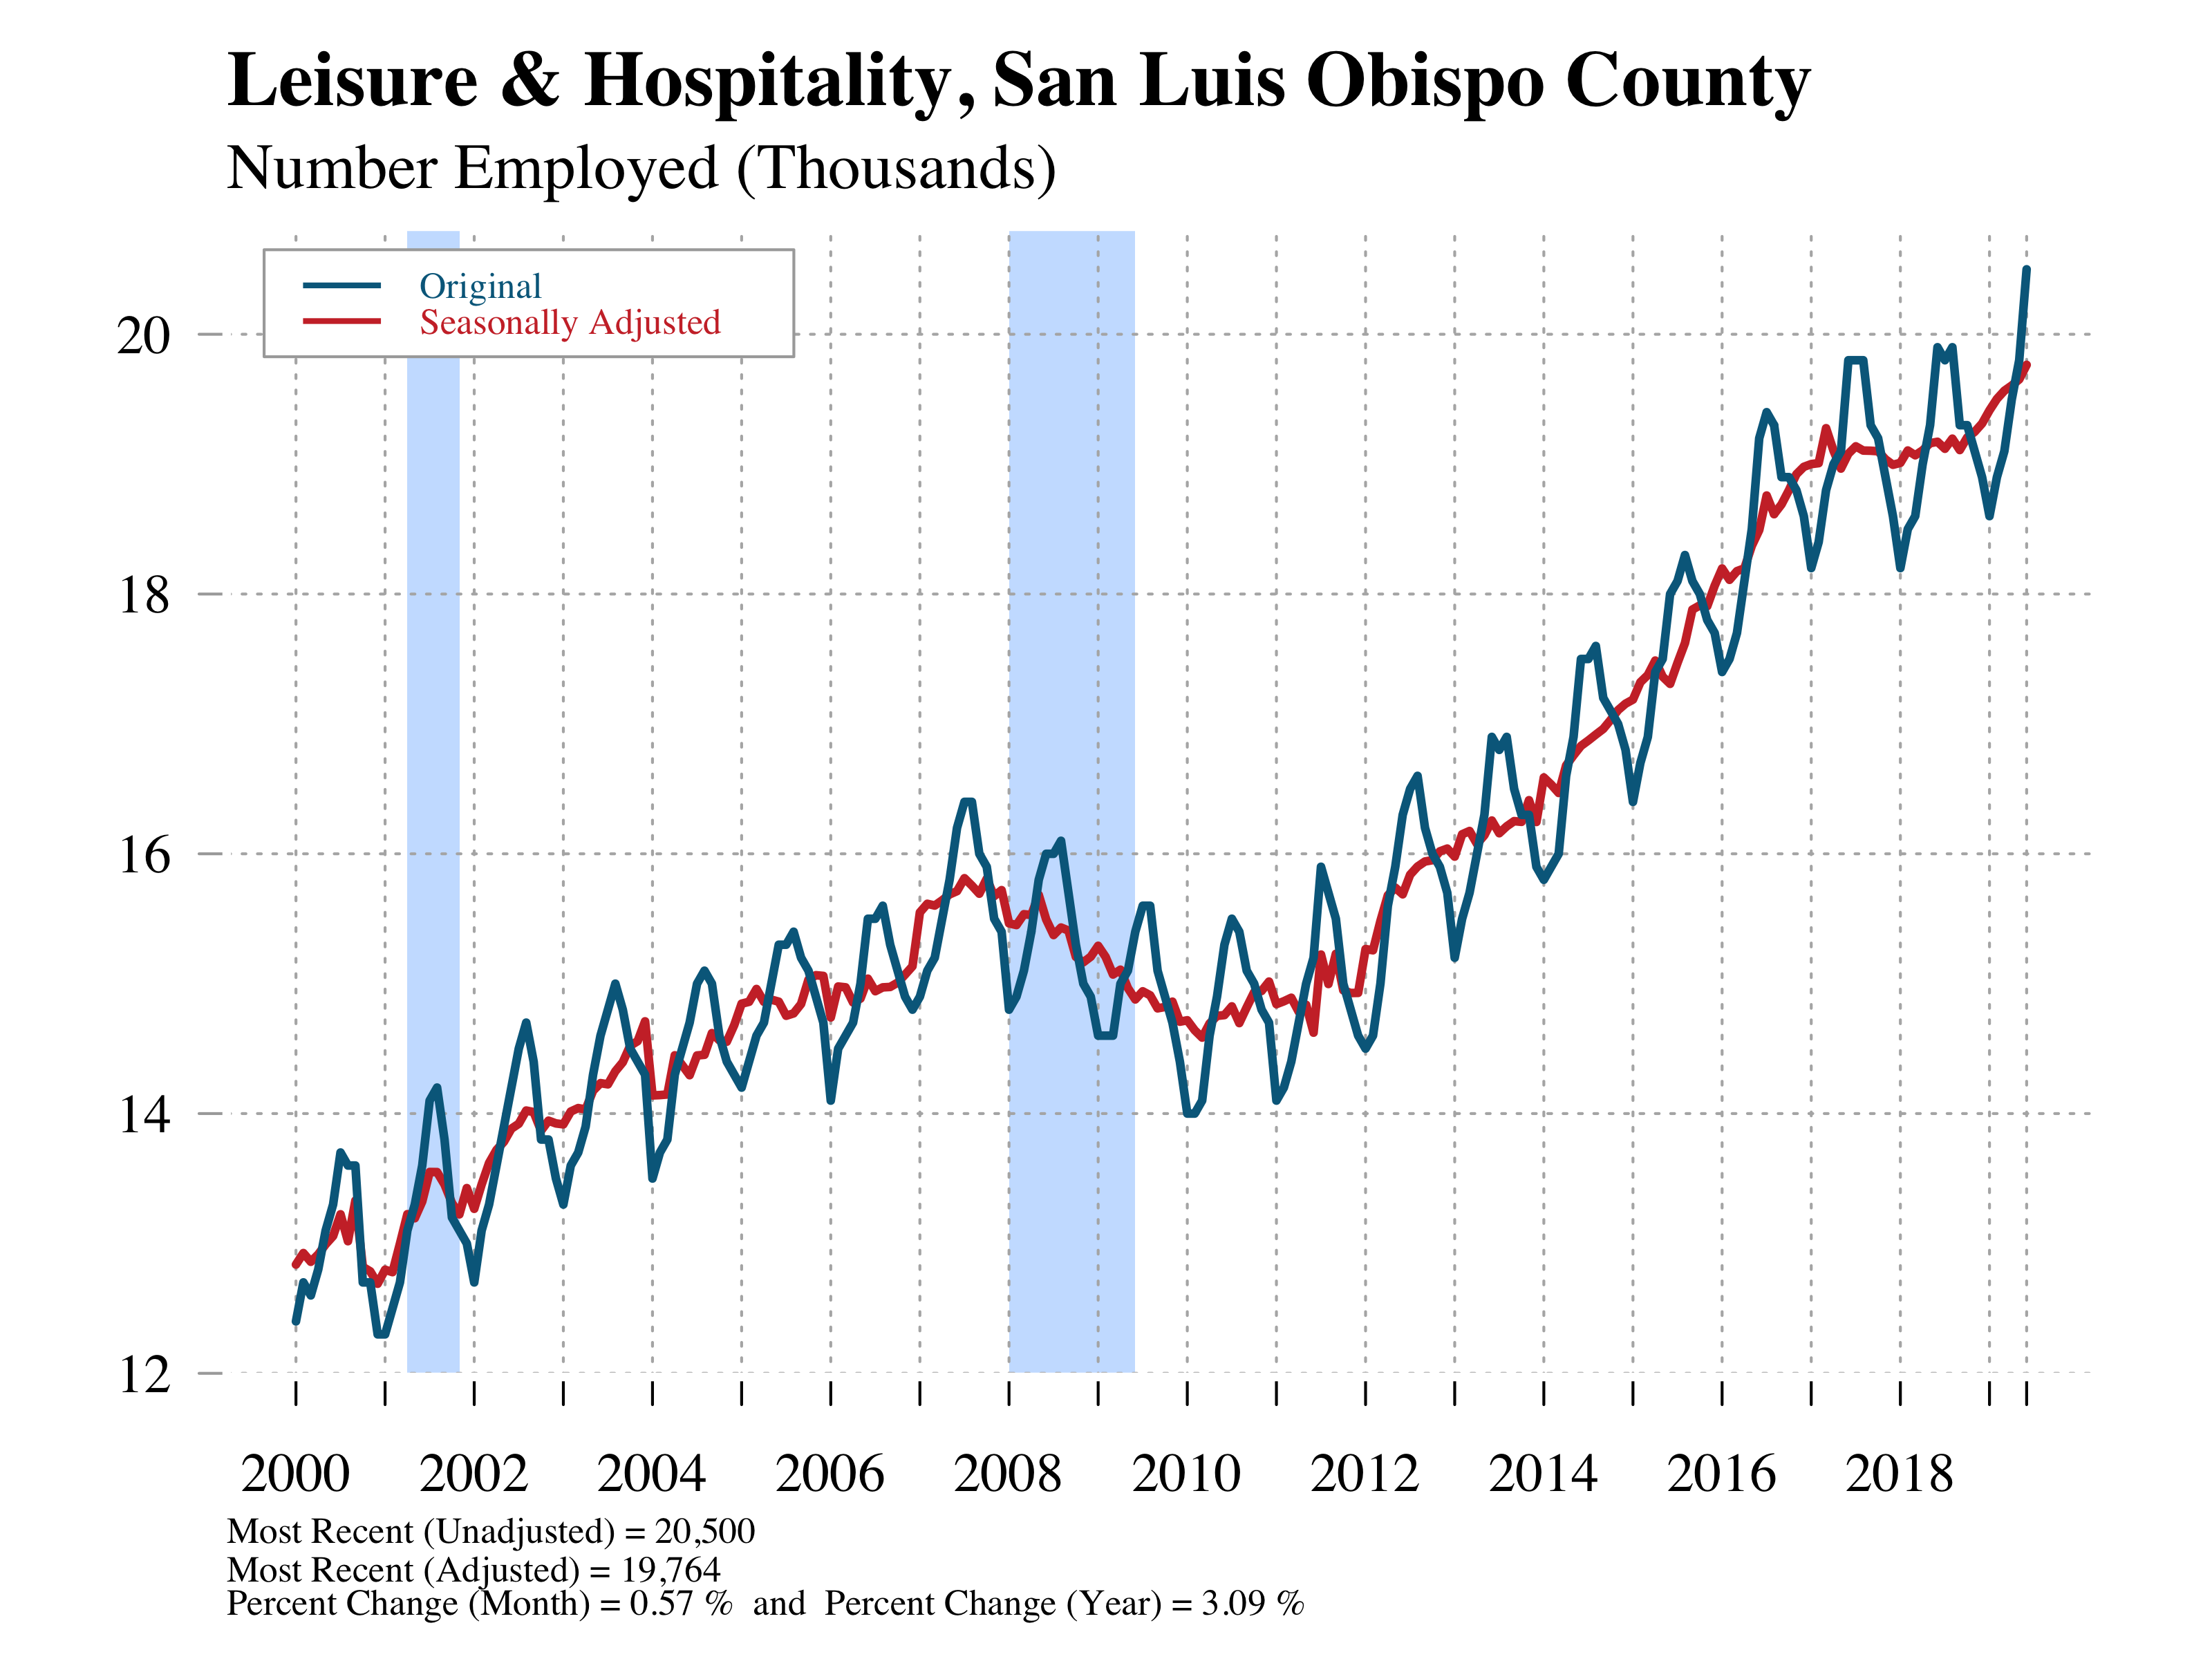 Leisure & Hospitality, San Luis Obispo County
Number Employed (Thousands)
Original
Seasonally Adjusted
20
18
16
14
12
2000 2002 2004 2006 2008 2010 2012 2014 2016 2018
Most Recent (Unadjusted) = 20,500
Most Recent (Adjusted) = 19,764
Percent Change (Month) = 0.57 % and Percent Change (Year) = 3.09 %